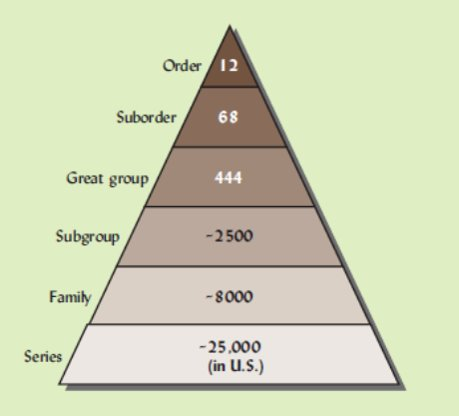 Order 12
Suborder 68
Great group 444
Subgroup ~2500
Family ~8000
Series ~25,000
(in U.S.)